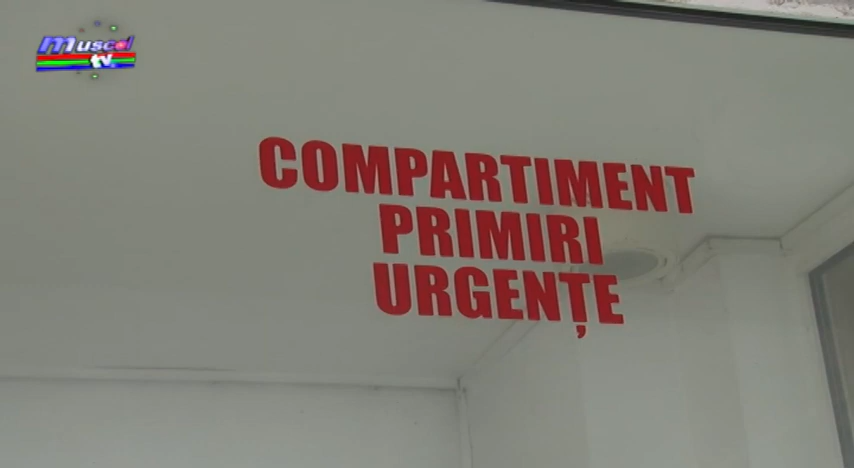 Muscel
tv
COMPARTIMENT
PRIMIRI
URGENȚE